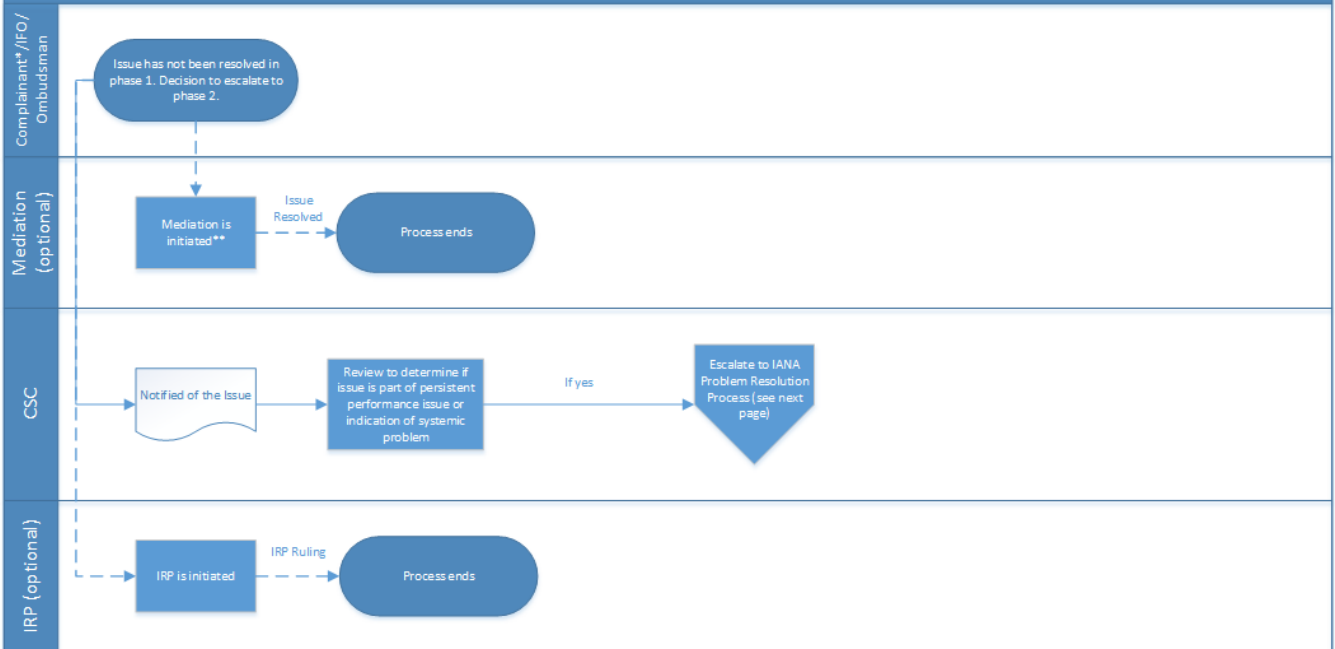 Complainant*/IFO/
Ombudsman
Issue has not been resolved in
phase 1. Decision to escalate to
phase 2.
Mediation
(optional)
Mediation is
initiated**
Issue
Resolved
Process ends
CSC
Notified of the Issue
Review to determine if
issue is part of persistent
performance issue or
indication of systemic
problem
If yes
Escalate to IANA
Problem Resolution
Process (see next
page)
IRP (optional)
IRP is initiated
IRP Ruling
Process ends